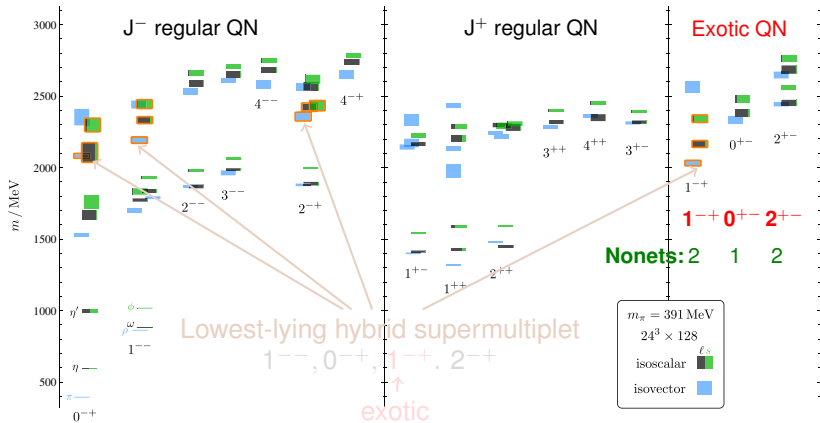 J⁻ regular QN
J⁺ regular QN
Exotic QN
3000
2500
2000
1500
1000
500
m / MeV
4⁻⁻
4⁻⁺
3⁻⁻
2⁻⁻
2⁻⁺
η′
η
π
0⁻⁺
ϕ
ω
ρ
1⁻⁻
3⁺⁺
4⁺⁺
3⁺⁻
1⁺⁻
1⁺⁺
2⁺⁺
0⁺⁻
2⁺⁻
1⁻⁺
1⁻⁺ 0⁺⁻ 2⁺⁻
Nonets: 2 1 2
mπ = 391 MeV
24³ × 128
ℓ s
isoscalar
isovector
Lowest-lying hybrid supermultiplet
1⁻⁻, 0⁻⁺, 1⁻⁺. 2⁻⁺
exotic